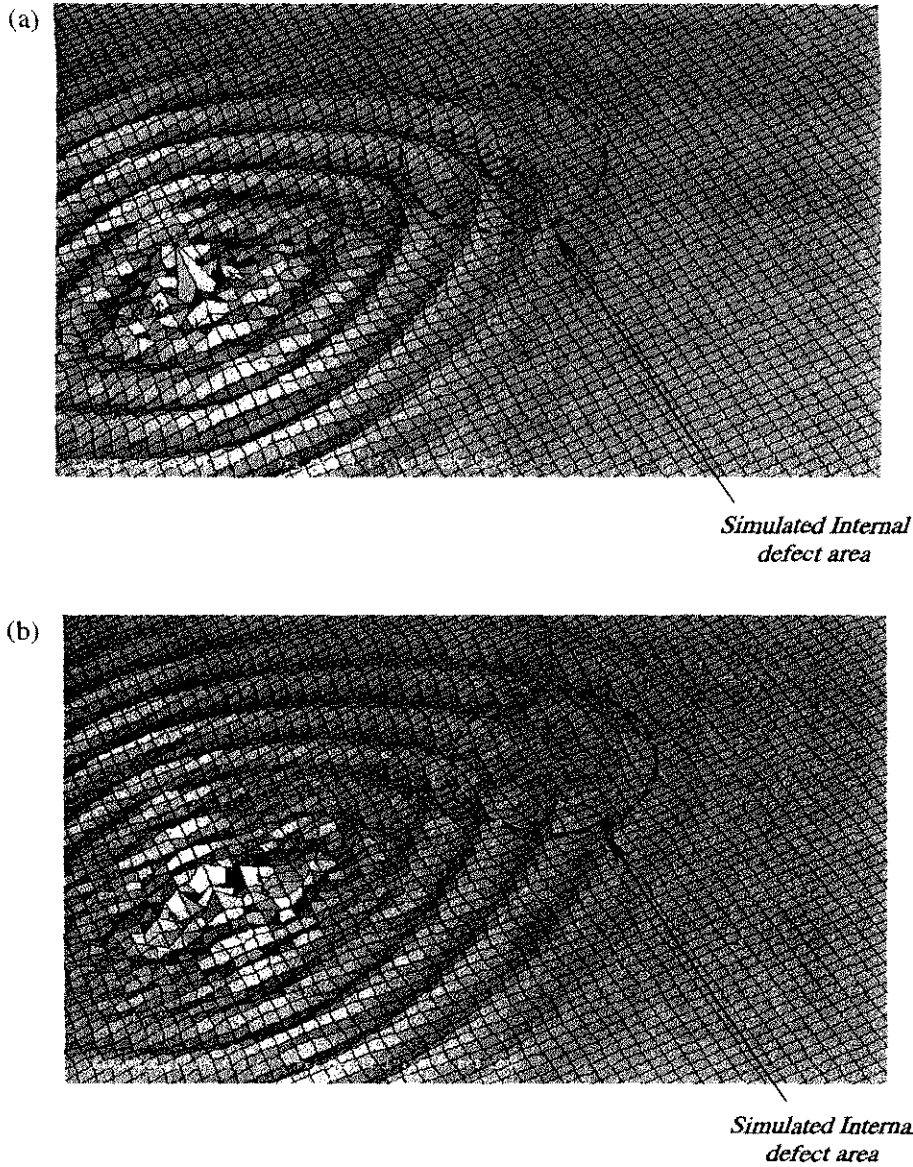 (a)
Simulated Internal
defect area
(b)
Simulated Interna
defect area